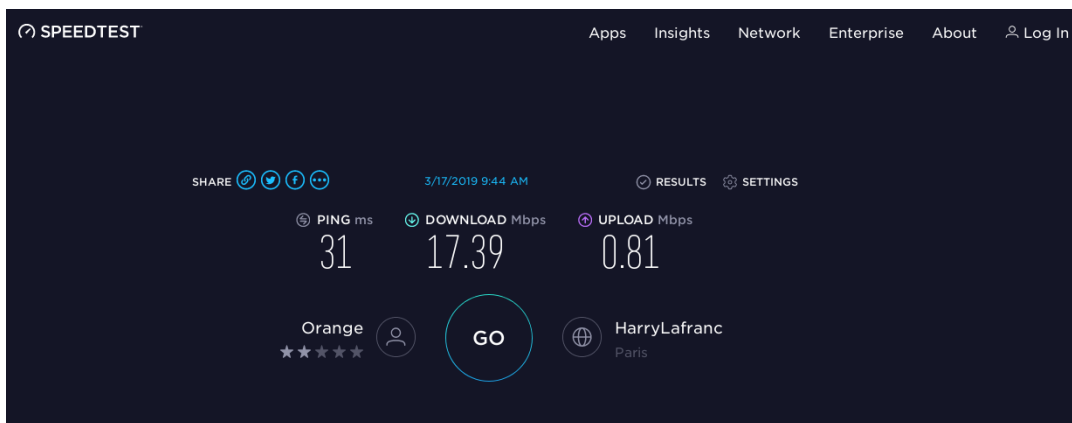 SPEEDTEST Apps Insights Network Enterprise About Log In
SHARE 3/17/2019 9:44 AM RESULTS SETTINGS
PING ms DOWNLOAD Mbps UPLOAD Mbps
31 17.39 0.81
Orange GO HarryLafranc
Paris